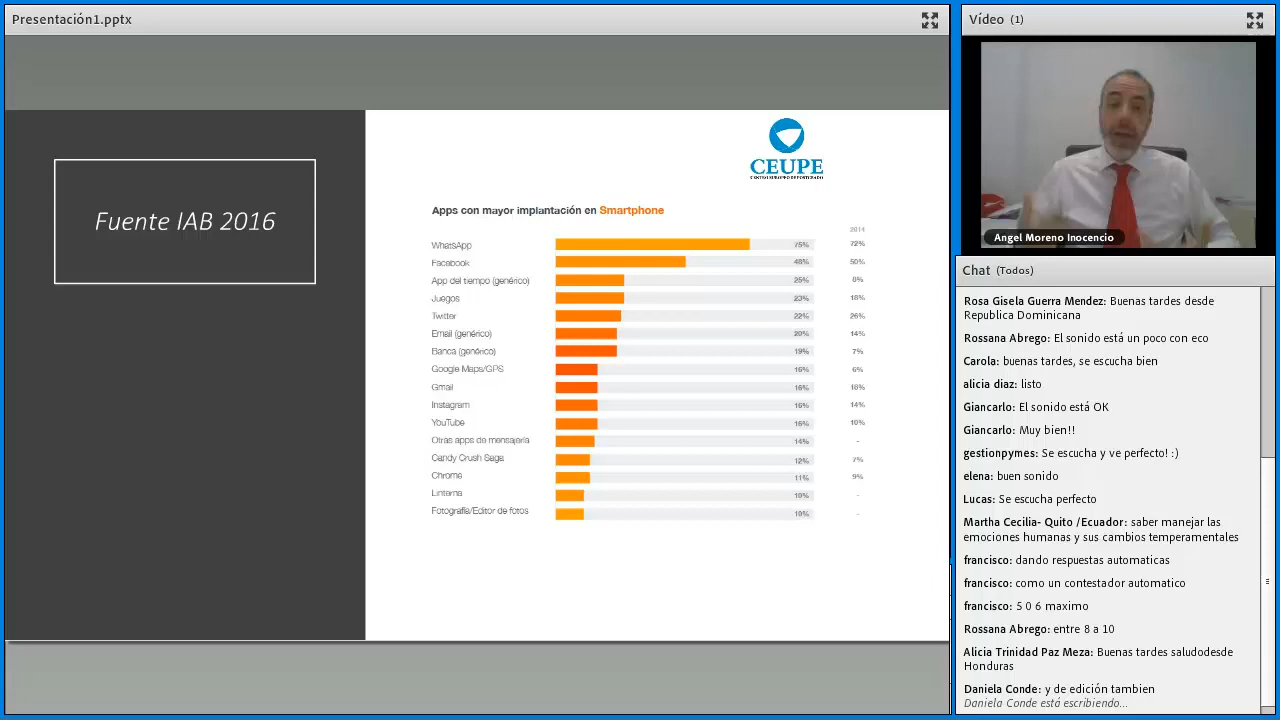 Presentación1.pptx
Fuente IAB 2016
CEUPE
CENTRO EUROPEO DE POSTGRADO
Apps con mayor implantación en Smartphone
2014
WhatsApp 75% 72%
Facebook 48% 50%
App del tiempo (genérico) 25% 8%
Juegos 23% 18%
Twitter 22% 26%
Email (genérico) 20% 14%
Banca (genérico) 19% 7%
Google Maps/GPS 16% 6%
Gmail 16% 18%
Instagram 16% 14%
YouTube 16% 10%
Otras apps de mensajería 14% -
Candy Crush Saga 12% 7%
Chrome 11% 9%
Linterna 10% -
Fotografía/Editor de fotos 10% -
Vídeo (1)
Angel Moreno Inocencio
Chat (Todos)
Rosa Gisela Guerra Mendez: Buenas tardes desde
Republica Dominicana
Rossana Abrego: El sonido está un poco con eco
Carola: buenas tardes, se escucha bien
alicia diaz: listo
Giancarlo: El sonido está OK
Giancarlo: Muy bien!!
gestionpymes: Se escucha y ve perfecto! :)
elena: buen sonido
Lucas: Se escucha perfecto
Martha Cecilia- Quito /Ecuador: saber manejar las
emociones humanas y sus cambios temperamentales
francisco: dando respuestas automaticas
francisco: como un contestador automatico
francisco: 5 0 6 maximo
Rossana Abrego: entre 8 a 10
Alicia Trinidad Paz Meza: Buenas tardes saludodesde
Honduras
Daniela Conde: y de edición tambien
Daniela Conde está escribiendo...